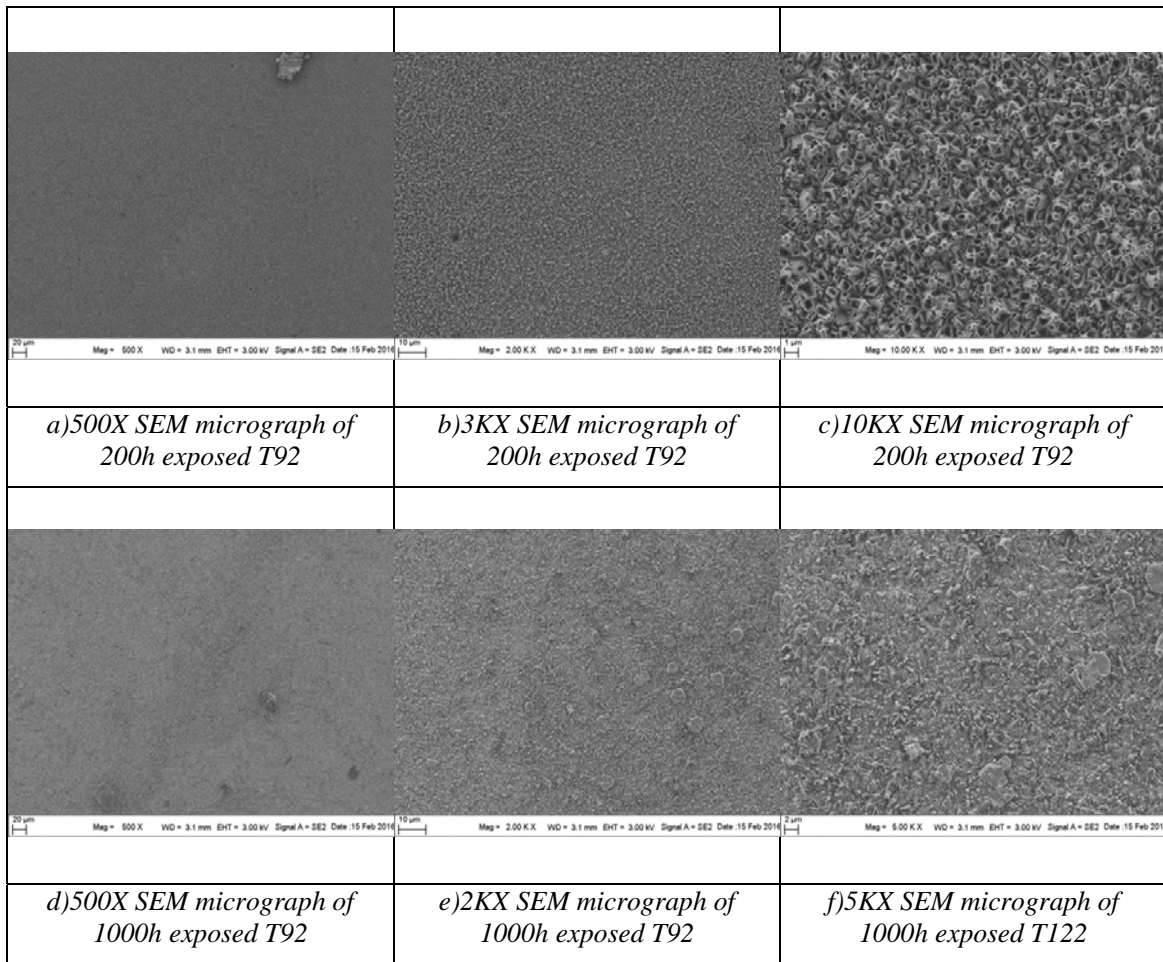 20 µm
Mag = 500 X WD = 3.1 mm EHT = 3.00 kV Signal A = SE2 Date :15 Feb 2016
10 µm
Mag = 2.00 K X WD = 3.1 mm EHT = 3.00 kV Signal A = SE2 Date :15 Feb 2016
1 µm
Mag = 10.00 K X WD = 3.1 mm EHT = 3.00 kV Signal A = SE2 Date :15 Feb 201
a)500X SEM micrograph of
200h exposed T92
b)3KX SEM micrograph of
200h exposed T92
c)10KX SEM micrograph of
200h exposed T92
20 µm
Mag = 500 X WD = 3.1 mm EHT = 3.00 kV Signal A = SE2 Date :15 Feb 2016
10 µm
Mag = 2.00 K X WD = 3.1 mm EHT = 3.00 kV Signal A = SE2 Date :15 Feb 2016
2 µm
Mag = 5.00 K X WD = 3.1 mm EHT = 3.00 kV Signal A = SE2 Date :15 Feb 201
d)500X SEM micrograph of
1000h exposed T92
e)2KX SEM micrograph of
1000h exposed T92
f)5KX SEM micrograph of
1000h exposed T122